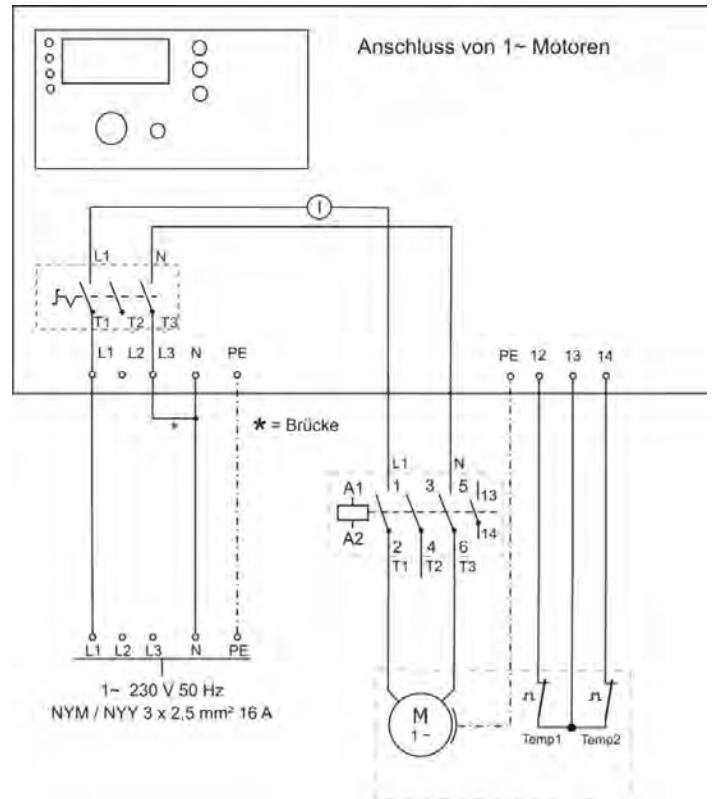 Anschluss von 1~ Motoren
I
L1 N
T1 T2 T3
L1 L2 L3 N PE
PE 12 13 14
*
* = Brücke
L1 N
A1 1 3 5 13
A2 2 4 6 14
T1 T2 T3
L1 L2 L3 N PE
1~ 230 V 50 Hz
NYM / NYY 3 x 2,5 mm² 16 A
M
1~
Temp1 Temp2